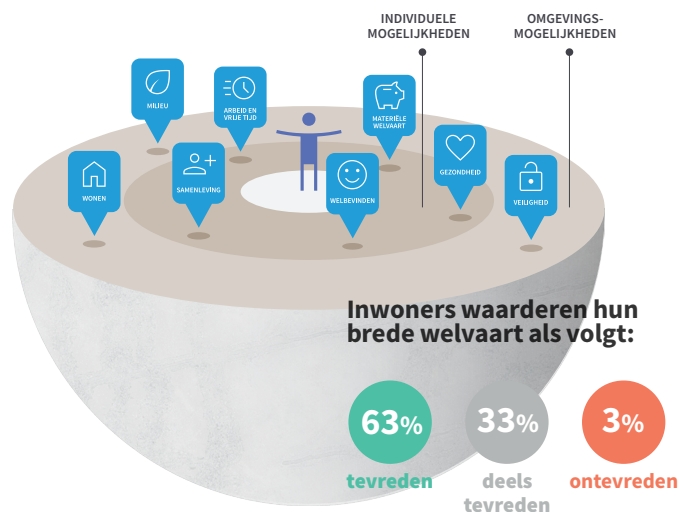 INDIVIDUELE
MOGELIJKHEDEN
OMGEVINGS-
MOGELIJKHEDEN
MILIEU
ARBEID EN
VRIJE TIJD
MATERIËLE
WELVAART
WONEN
SAMENLEVING
WELBEVINDEN
GEZONDHEID
VEILIGHEID
Inwoners waarderen hun
brede welvaart als volgt:
63%
33%
3%
tevreden
deels
tevreden
ontevreden